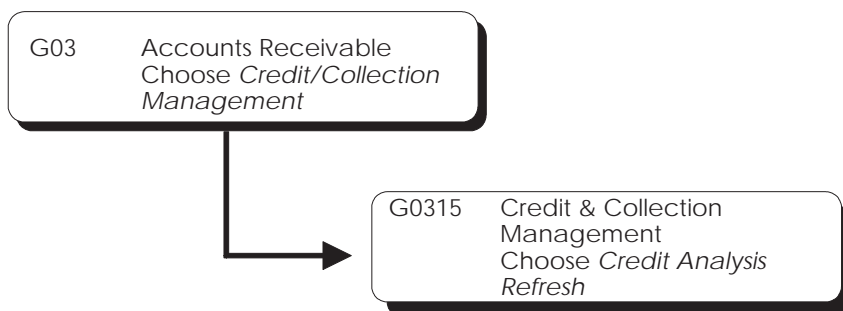 G03 Accounts Receivable
Choose Credit/Collection
Management
G0315 Credit & Collection
Management
Choose Credit Analysis
Refresh